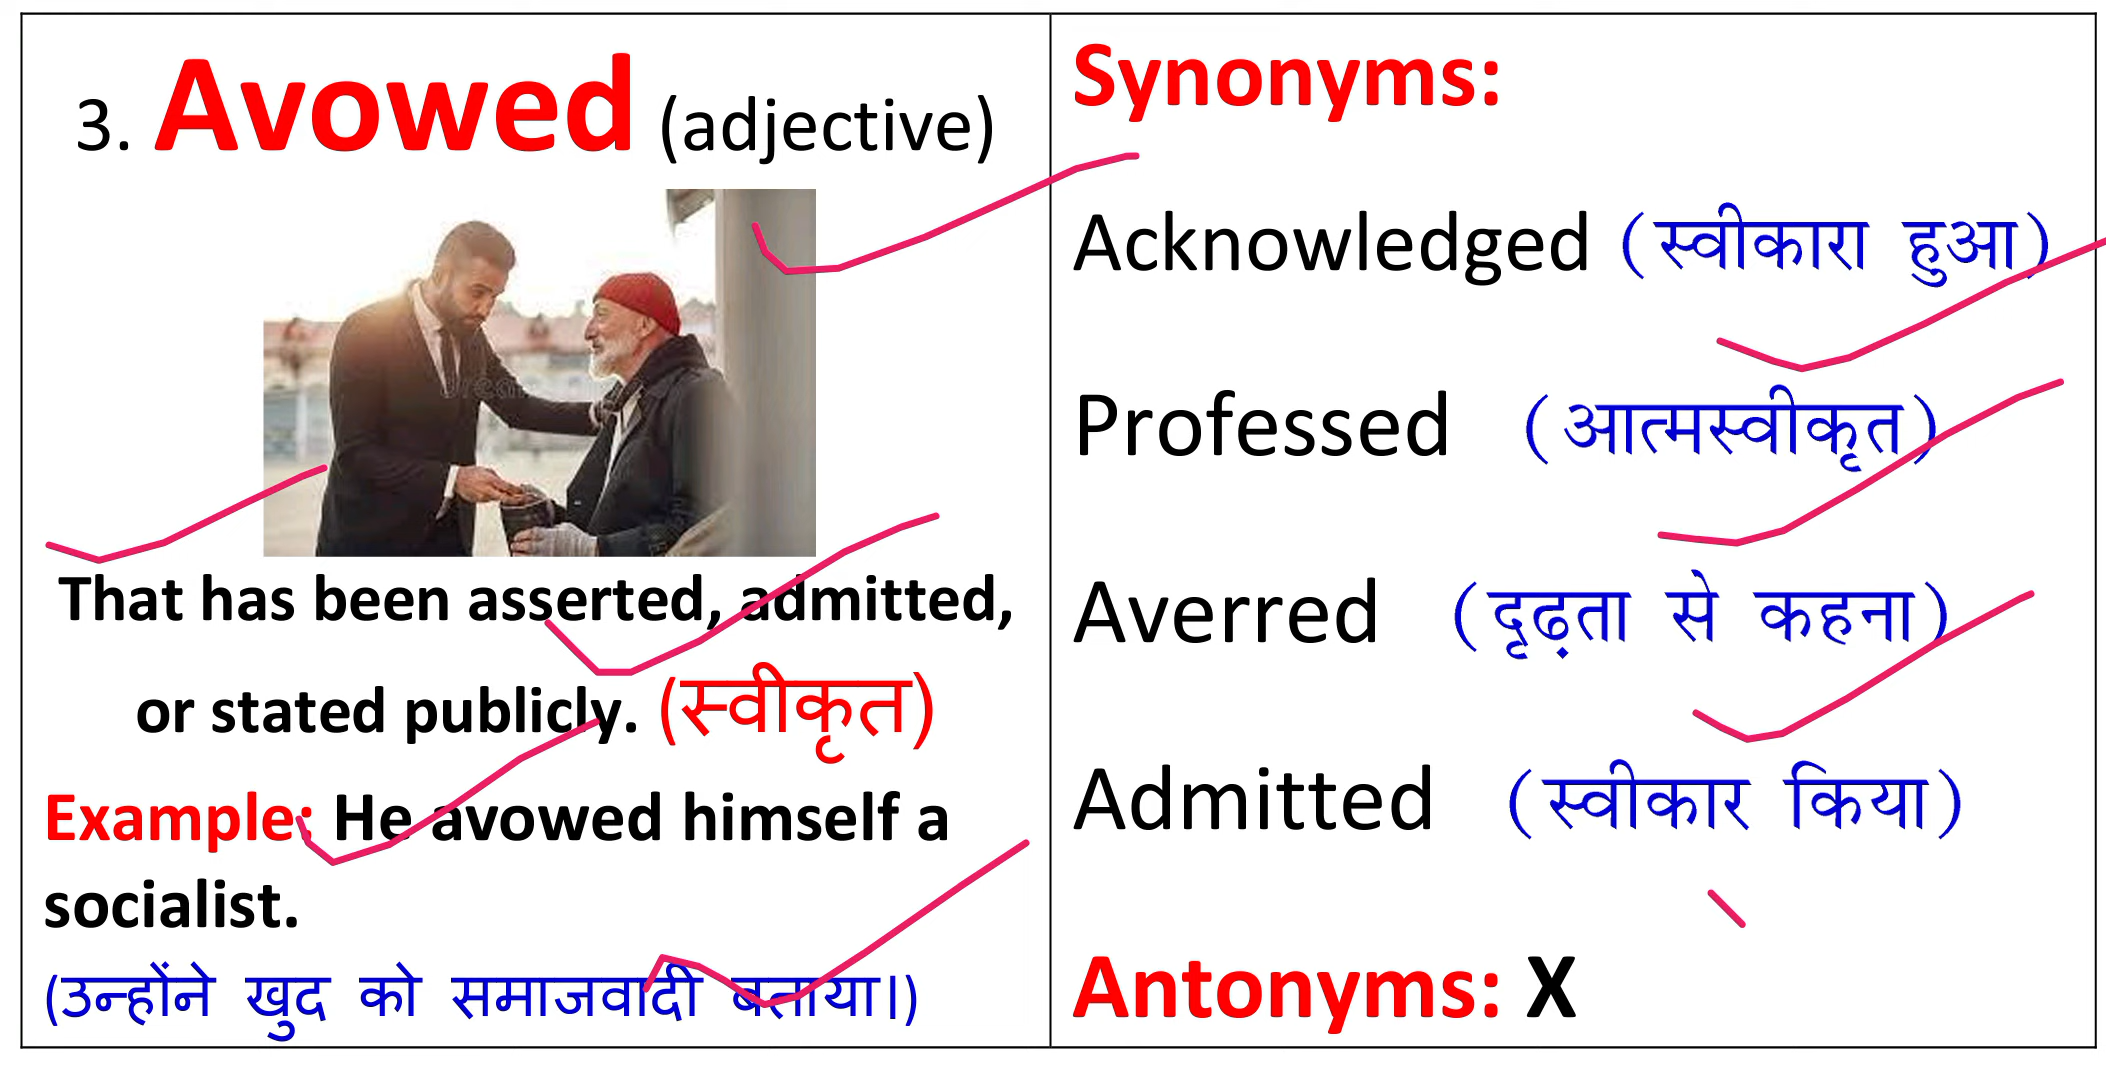 3. Avowed (adjective)
That has been asserted, admitted,
or stated publicly. (स्वीकृत)
Example: He avowed himself a
socialist.
(उन्होंने खुद को समाजवादी बताया।)
Synonyms:
Acknowledged (स्वीकारा हुआ)
Professed (आत्मस्वीकृत)
Averred (दृढ़ता से कहना)
Admitted (स्वीकार किया)
Antonyms: X